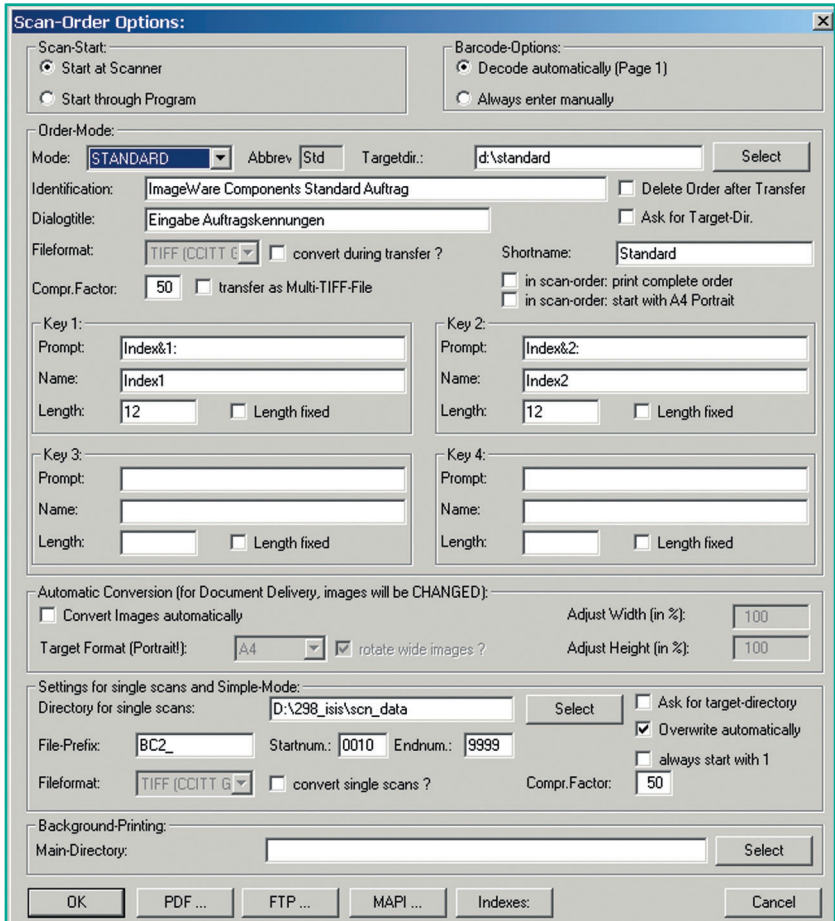 Scan-Order Options:
Scan-Start:
Start at Scanner
Start through Program
Barcode-Options:
Decode automatically (Page 1)
Always enter manually
Order-Mode:
Mode: STANDARD Abbrev Std Targetdir.: d:\standard Select
Identification: ImageWare Components Standard Auftrag Delete Order after Transfer
Dialogtitle: Eingabe Auftragskennungen Ask for Target-Dir.
Fileformat: TIFF (CCITT G convert during transfer ? Shortname: Standard
Compr.Factor: 50 transfer as Multi-TIFF-File in scan-order: print complete order
in scan-order: start with A4 Portrait
Key 1:
Prompt: Index&1:
Name: Index1
Length: 12 Length fixed
Key 2:
Prompt: Index&2:
Name: Index2
Length: 12 Length fixed
Key 3:
Prompt:
Name:
Length: Length fixed
Key 4:
Prompt:
Name:
Length: Length fixed
Automatic Conversion (for Document Delivery, images will be CHANGED):
Convert Images automatically Adjust Width (in %): 100
Target Format (Portrait!): A4 rotate wide images ? Adjust Height (in %): 100
Settings for single scans and Simple-Mode:
Directory for single scans: D:\298_isis\scn_data Select Ask for target-directory
Overwrite automatically
File-Prefix: BC2_ Startnum.: 0010 Endnum.: 9999
always start with 1
Fileformat: TIFF (CCITT G convert single scans ? Compr.Factor: 50
Background-Printing:
Main-Directory: Select
OK PDF ... FTP ... MAPI ... Indexes: Cancel